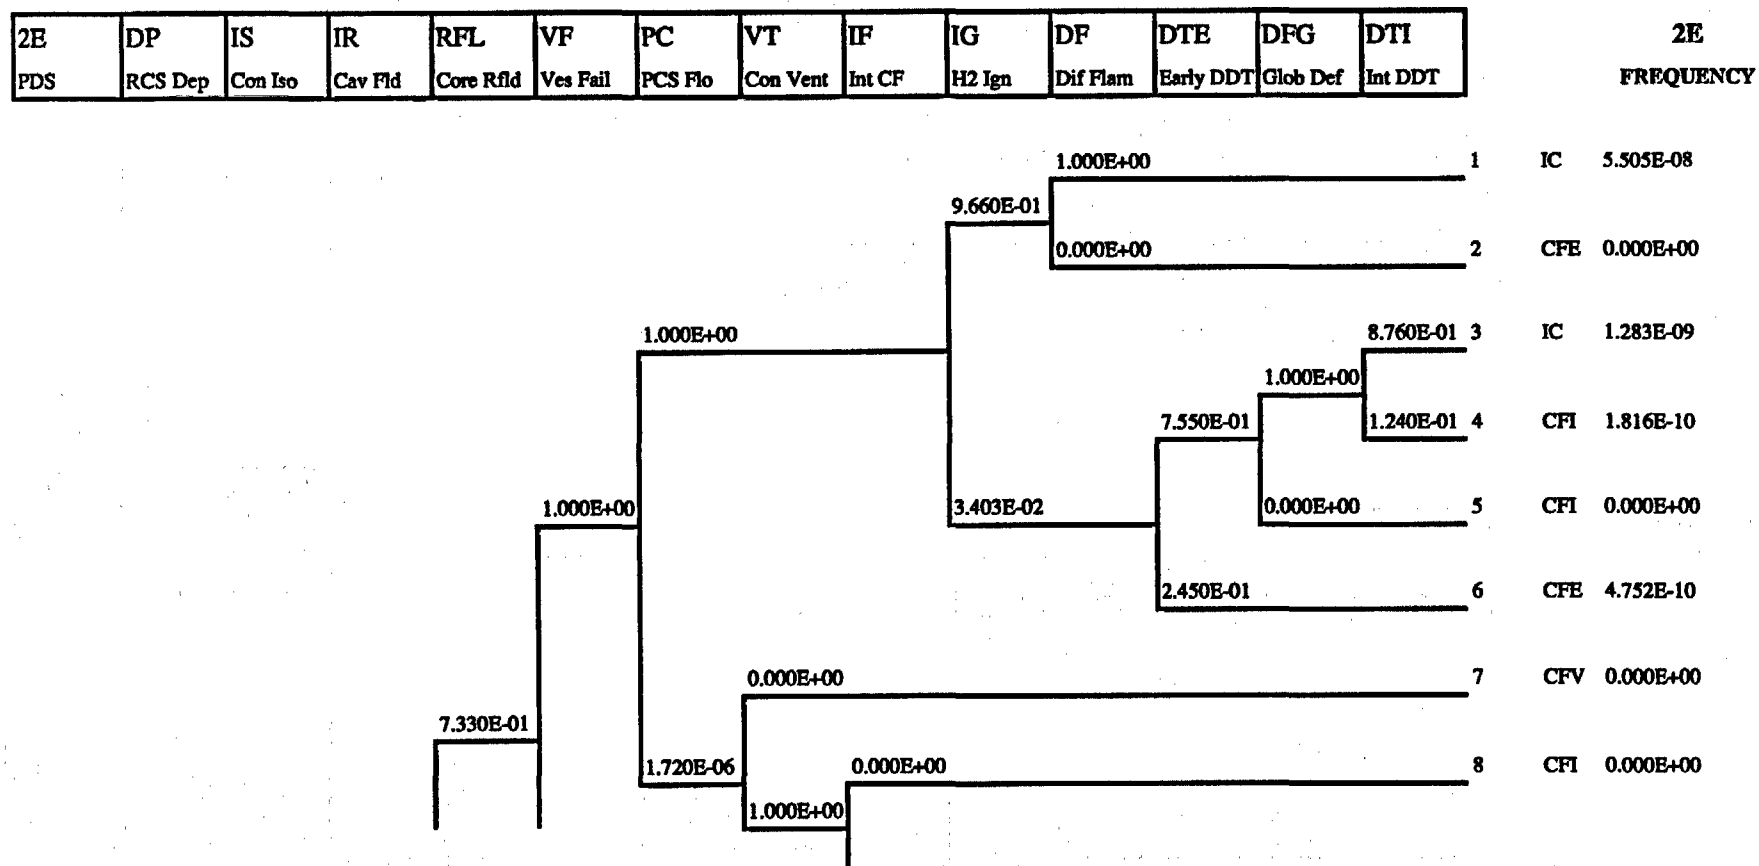 2E DP IS IR RFL VF PC VT IF IG DF DTE DFG DTI 2E
PDS RCS Dep Con Iso Cav Fld Core Rfld Ves Fail PCS Flo Con Vent Int CF H2 Ign Dif Flam Early DDT Glob Def Int DDT FREQUENCY
1.000E+00 1 IC 5.505E-08
9.660E-01
0.000E+00 2 CFE 0.000E+00
1.000E+00 8.760E-01 3 IC 1.283E-09
1.000E+00
7.550E-01 1.240E-01 4 CFI 1.816E-10
1.000E+00 3.403E-02 0.000E+00 5 CFI 0.000E+00
2.450E-01 6 CFE 4.752E-10
0.000E+00 7 CFV 0.000E+00
7.330E-01
1.720E-06 0.000E+00 8 CFI 0.000E+00
1.000E+00